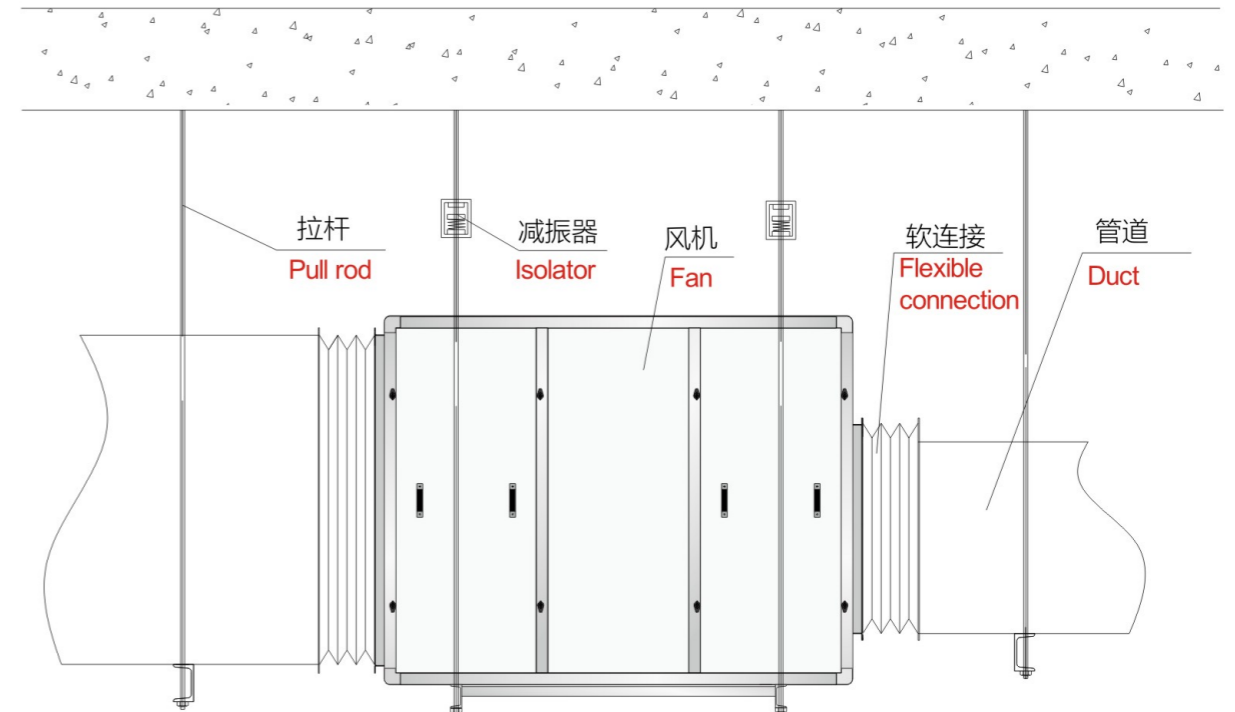 拉杆
Pull rod
减振器
Isolator
风机
Fan
软连接
Flexible
connection
管道
Duct